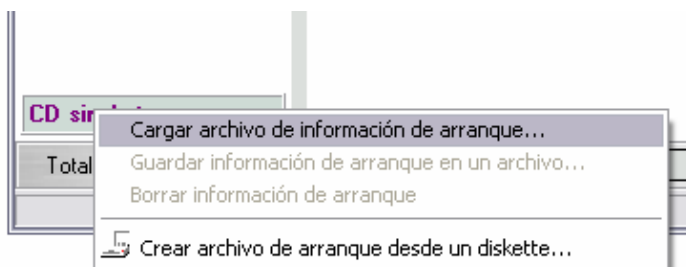 CD
Cargar archivo de información de arranque...
Total
Guardar información de arranque en un archivo...
Borrar información de arranque
Crear archivo de arranque desde un diskette...